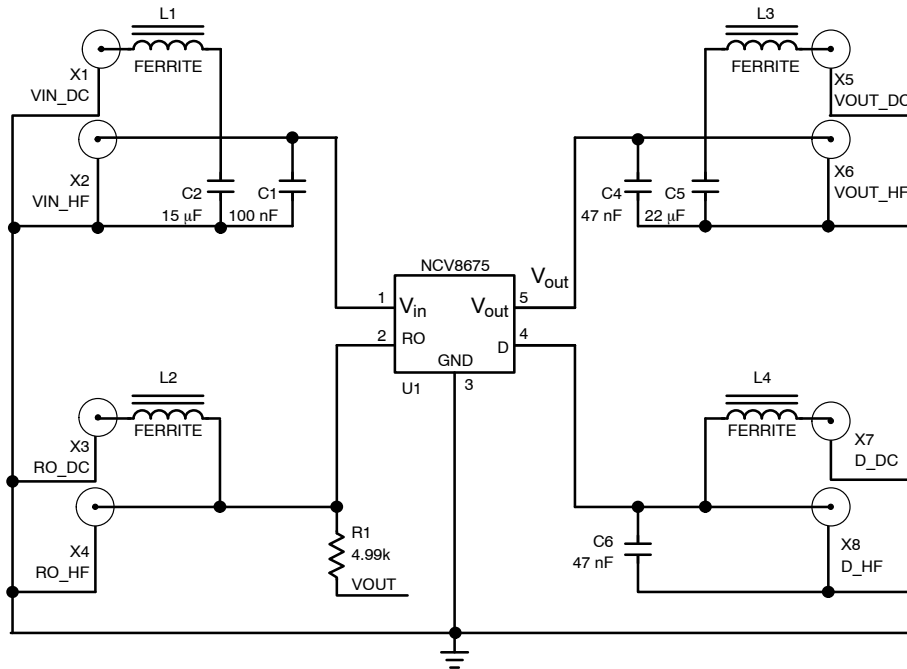 L1
FERRITE
X1
VIN_DC
X2
VIN_HF
C2
15 μF
C1
100 nF
L3
FERRITE
X5
VOUT_DC
X6
VOUT_HF
C4
47 nF
C5
22 μF
NCV8675
Vout
1
Vin
Vout
5
2
RO
D
4
GND
U1
3
L2
FERRITE
X3
RO_DC
X4
RO_HF
R1
4.99k
VOUT
L4
FERRITE
X7
D_DC
C6
47 nF
X8
D_HF